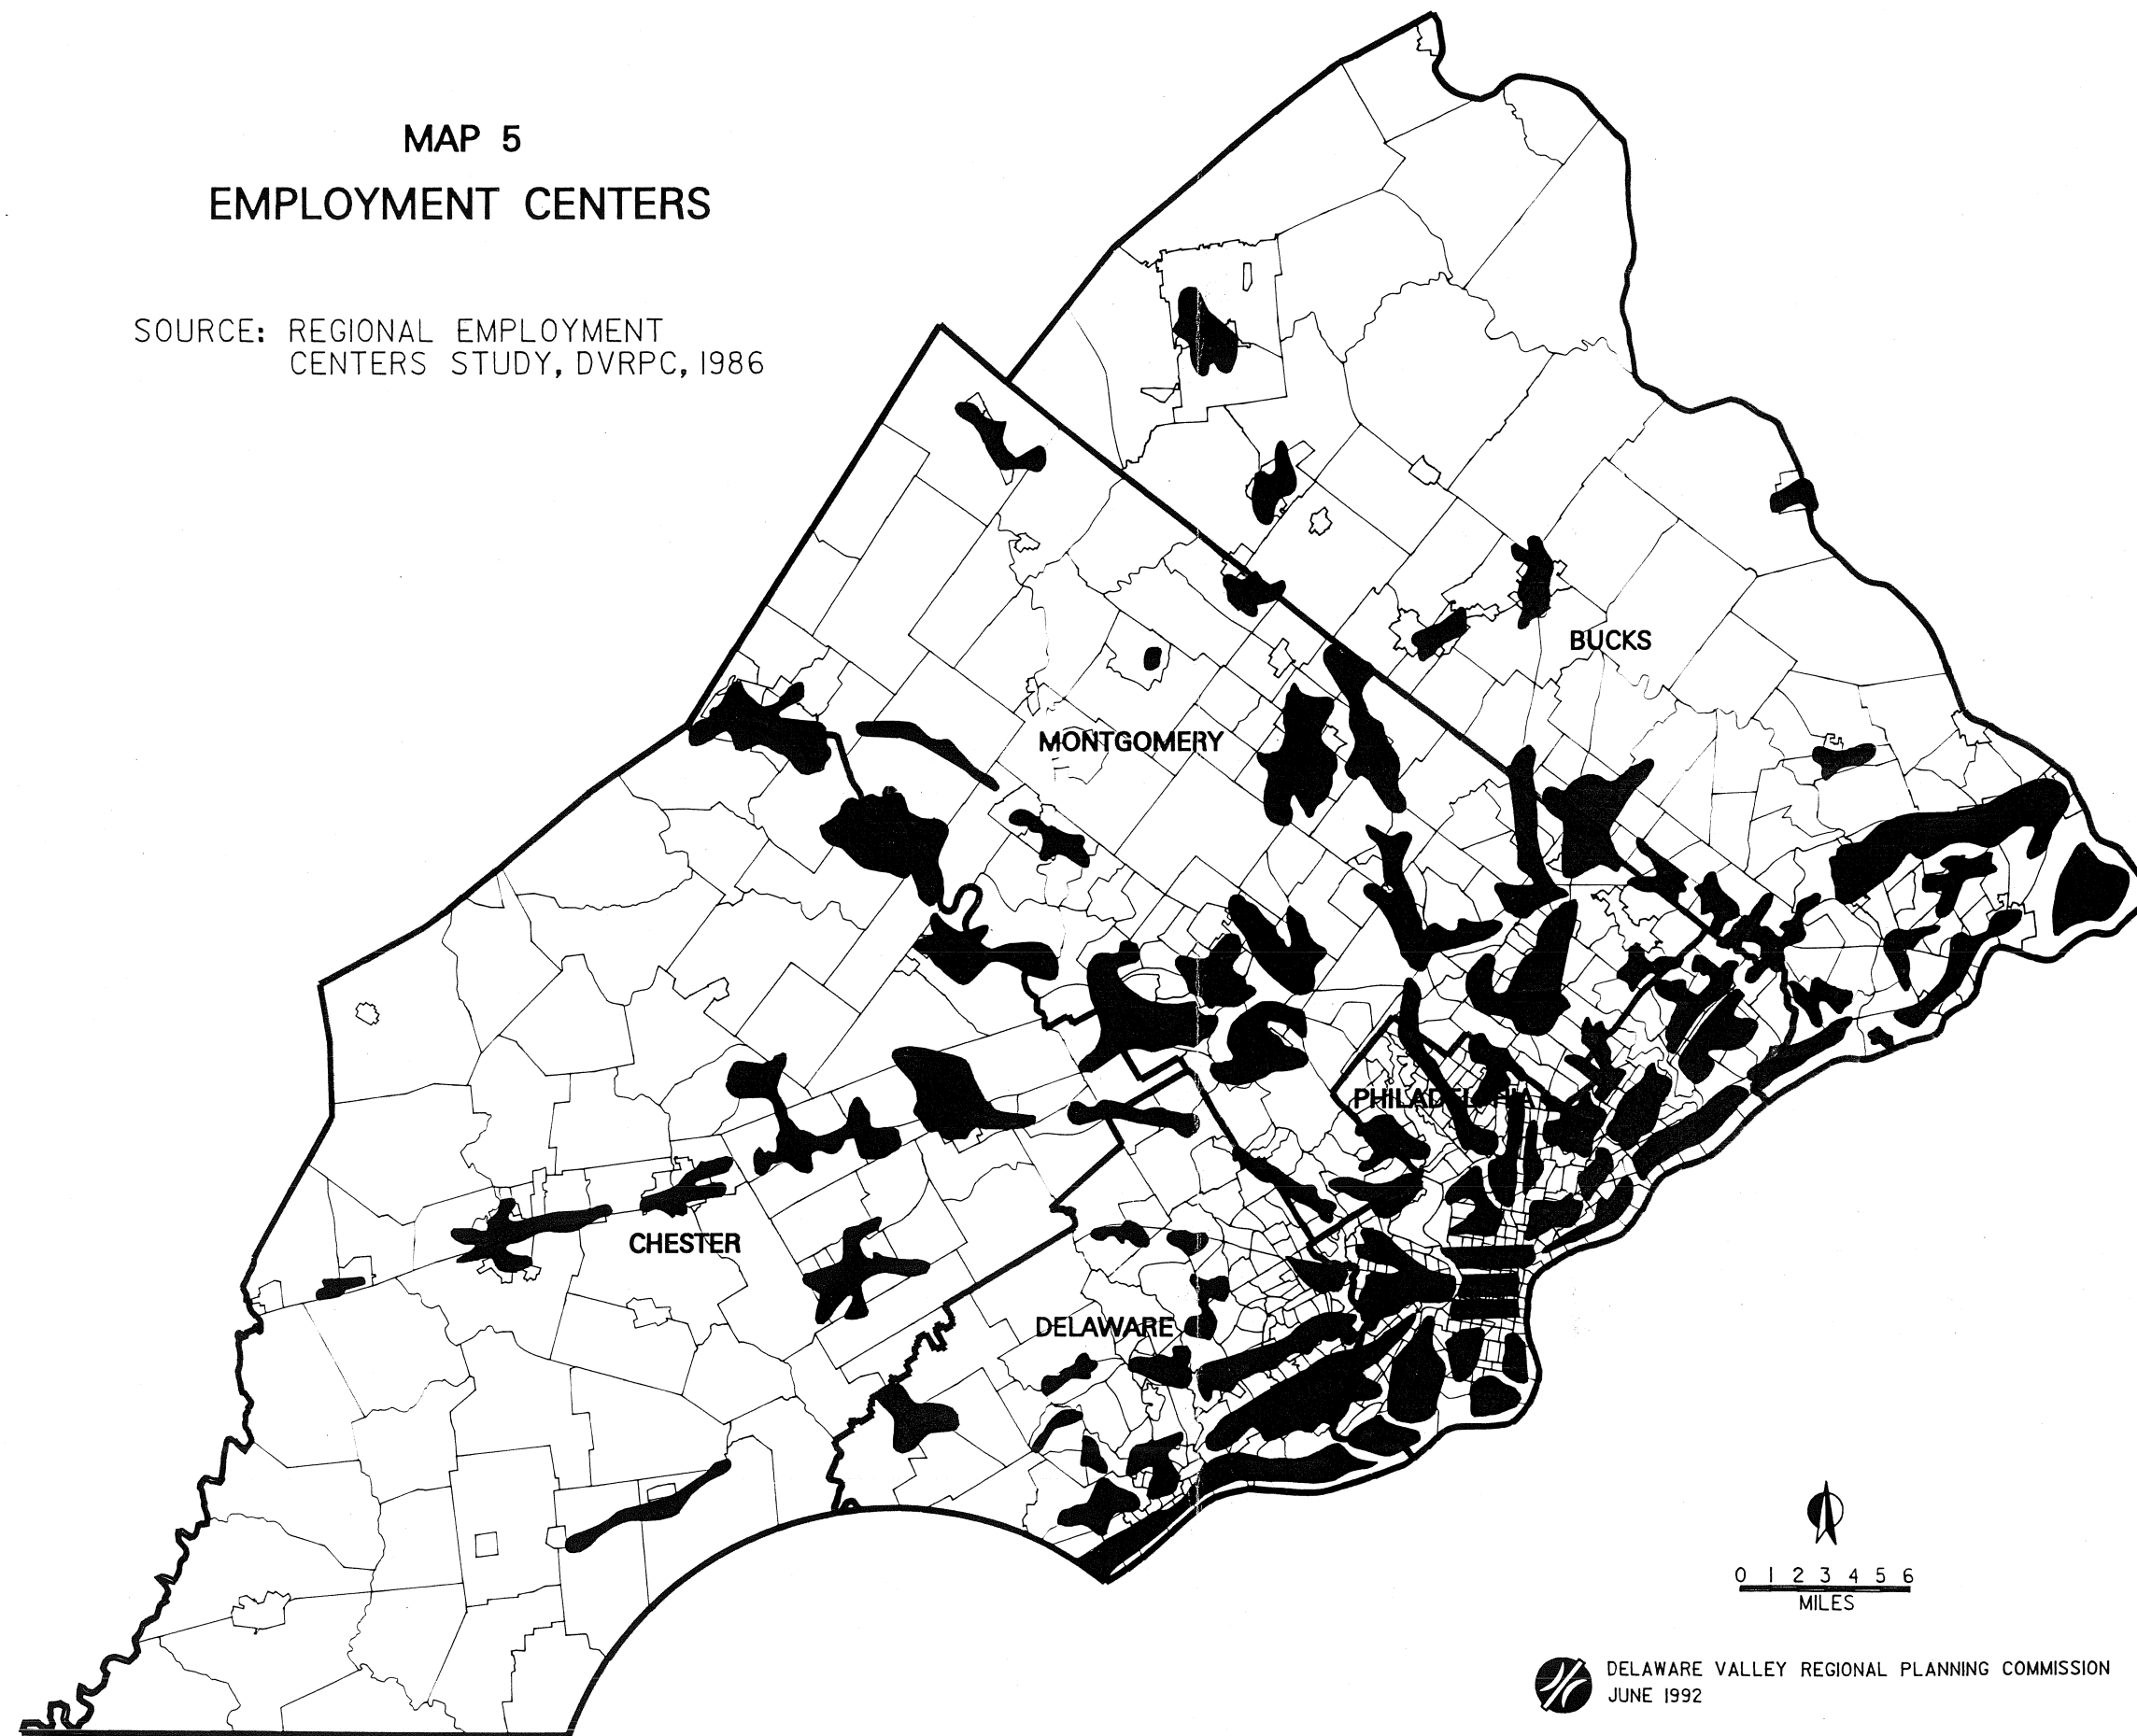 MAP 5
EMPLOYMENT CENTERS
SOURCE: REGIONAL EMPLOYMENT
CENTERS STUDY, DVRPC, 1986
BUCKS
MONTGOMERY
PHILADELPHIA
CHESTER
DELAWARE
0 1 2 3 4 5 6
MILES
DELAWARE VALLEY REGIONAL PLANNING COMMISSION
JUNE 1992